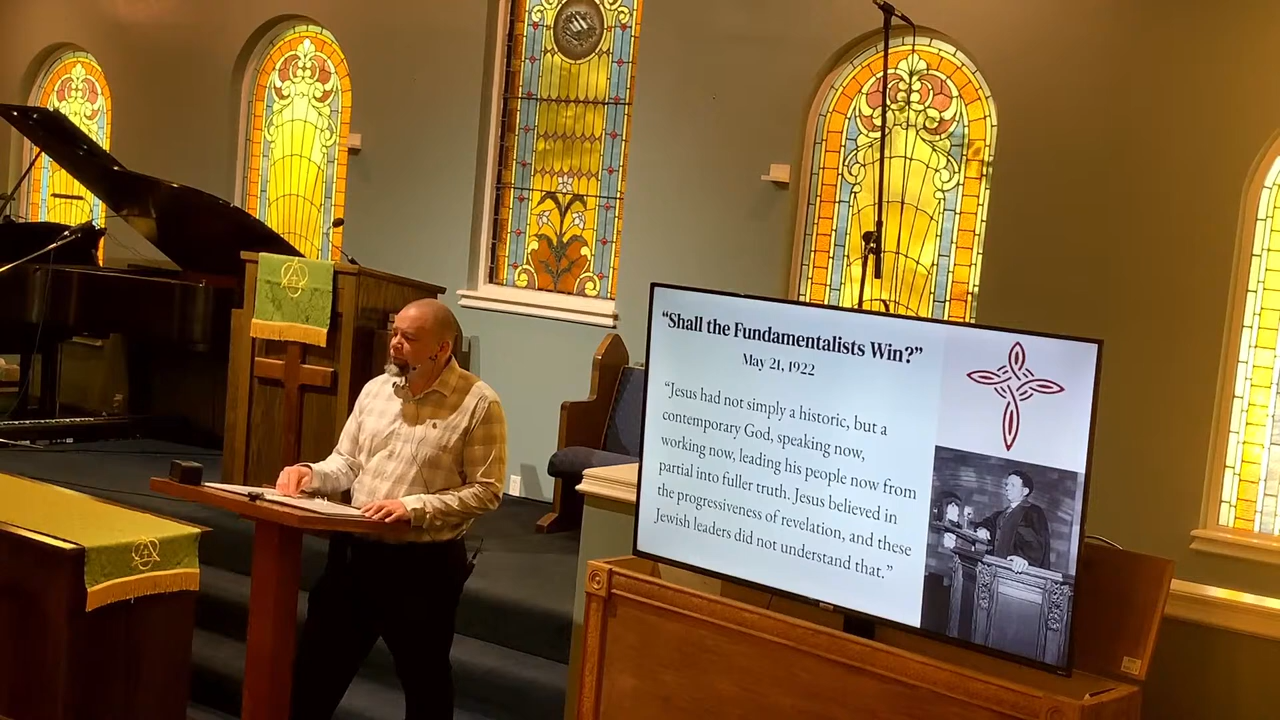 “Shall the Fundamentalists Win?”
May 21, 1922
“Jesus had not simply a historic, but a
contemporary God, speaking now,
working now, leading his people now from
partial into fuller truth. Jesus believed in
the progressiveness of revelation, and these
Jewish leaders did not understand that.”